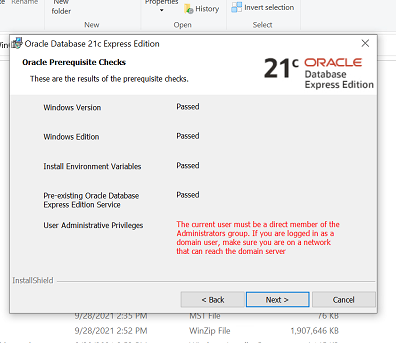 Rename
New
folder
Properties
History
Invert selection
New
Open
Select
Oracle Database 21c Express Edition
Oracle Prerequisite Checks
These are the results of the prerequisite checks.
21c ORACLE
Database
Express Edition
Windows Version Passed
Windows Edition Passed
Install Environment Variables Passed
Pre-existing Oracle Database
Express Edition Service
Passed
User Administrative Privileges
The current user must be a direct member of the
Administrators group. If you are logged in as a
domain user, make sure you are on a network
that can reach the domain server
InstallShield
< Back Next > Cancel
9/28/2021 2:35 PM MST File 76 KB
9/28/2021 2:52 PM WinZip File 1,907,646 KB